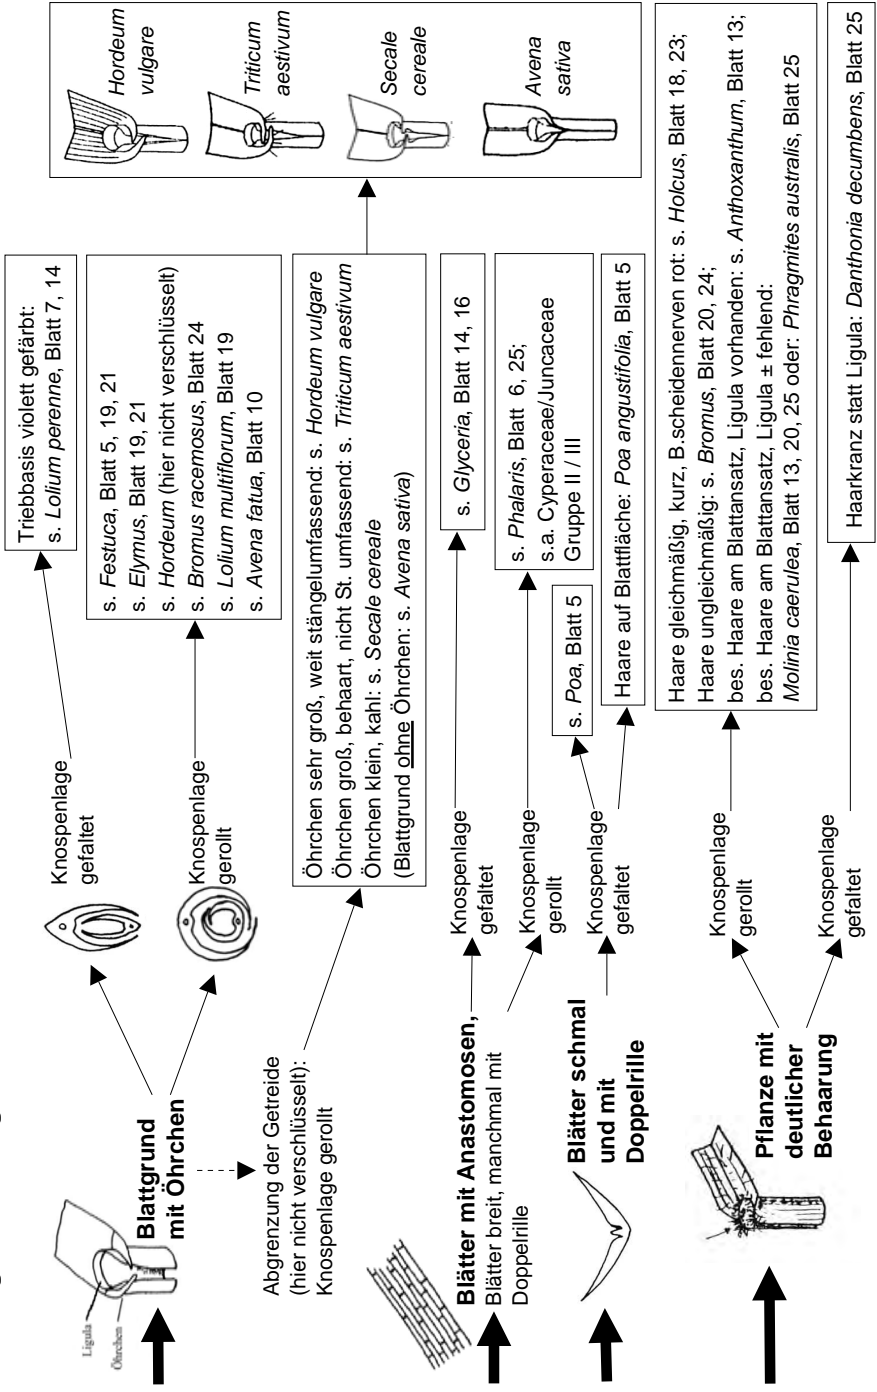 Ligula
Öhrchen
Blattgrund
mit Öhrchen
Knospenlage
gefaltet
Triebbasis violett gefärbt:
s. Lolium perenne, Blatt 7, 14
Knospenlage
gerollt
s. Festuca, Blatt 5, 19, 21
s. Elymus, Blatt 19, 21
s. Hordeum (hier nicht verschlüsselt)
s. Bromus racemosus, Blatt 24
s. Lolium multiflorum, Blatt 19
s. Avena fatua, Blatt 10
Abgrenzung der Getreide
(hier nicht verschlüsselt):
Knospenlage gerollt
Öhrchen sehr groß, weit stängelumfassend: s. Hordeum vulgare
Öhrchen groß, behaart, nicht St. umfassend: s. Triticum aestivum
Öhrchen klein, kahl: s. Secale cereale
(Blattgrund ohne Öhrchen: s. Avena sativa)
Hordeum
vulgare
Triticum
aestivum
Secale
cereale
Avena
sativa
Blätter mit Anastomosen,
Blätter breit, manchmal mit
Doppelrille
Knospenlage
gefaltet
s. Glyceria, Blatt 14, 16
Knospenlage
gerollt
s. Phalaris, Blatt 6, 25;
s.a. Cyperaceae/Juncaceae
Gruppe II / III
Blätter schmal
und mit
Doppelrille
Knospenlage
gefaltet
s. Poa, Blatt 5
Haare auf Blattfläche: Poa angustifolia, Blatt 5
Pflanze mit
deutlicher
Behaarung
Knospenlage
gerollt
Haare gleichmäßig, kurz, B.scheidennerven rot: s. Holcus, Blatt 18, 23;
Haare ungleichmäßig: s. Bromus, Blatt 20, 24;
bes. Haare am Blattansatz, Ligula vorhanden: s. Anthoxanthum, Blatt 13;
bes. Haare am Blattansatz, Ligula ± fehlend:
Molinia caerulea, Blatt 13, 20, 25 oder: Phragmites australis, Blatt 25
Knospenlage
gefaltet
Haarkranz statt Ligula: Danthonia decumbens, Blatt 25